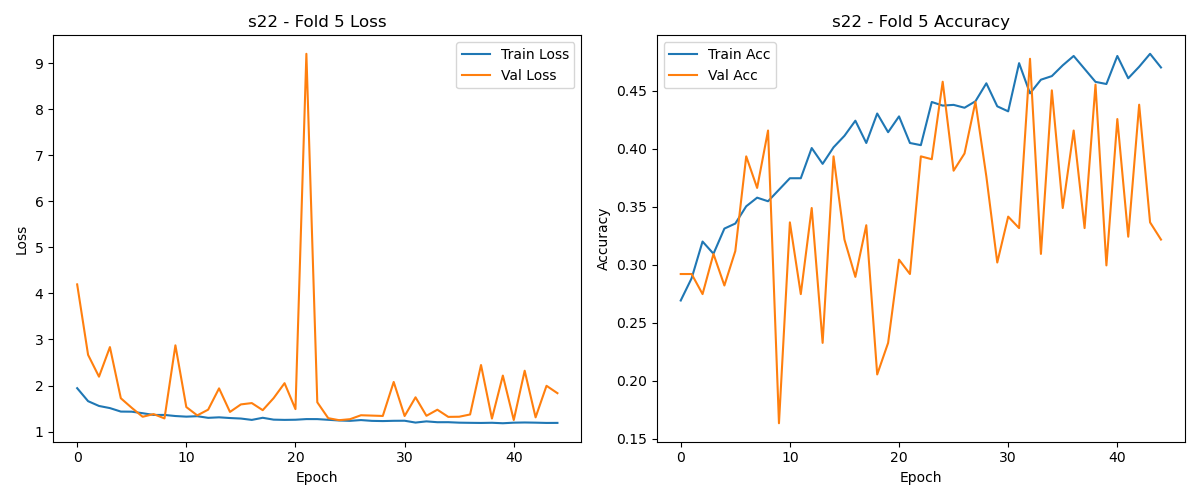 s22 - Fold 5 Loss
Train Loss
Val Loss
Loss
9
8
7
6
5
4
3
2
1
0
10
20
30
40
Epoch
s22 - Fold 5 Accuracy
Train Acc
Val Acc
Accuracy
0.45
0.40
0.35
0.30
0.25
0.20
0.15
0
10
20
30
40
Epoch